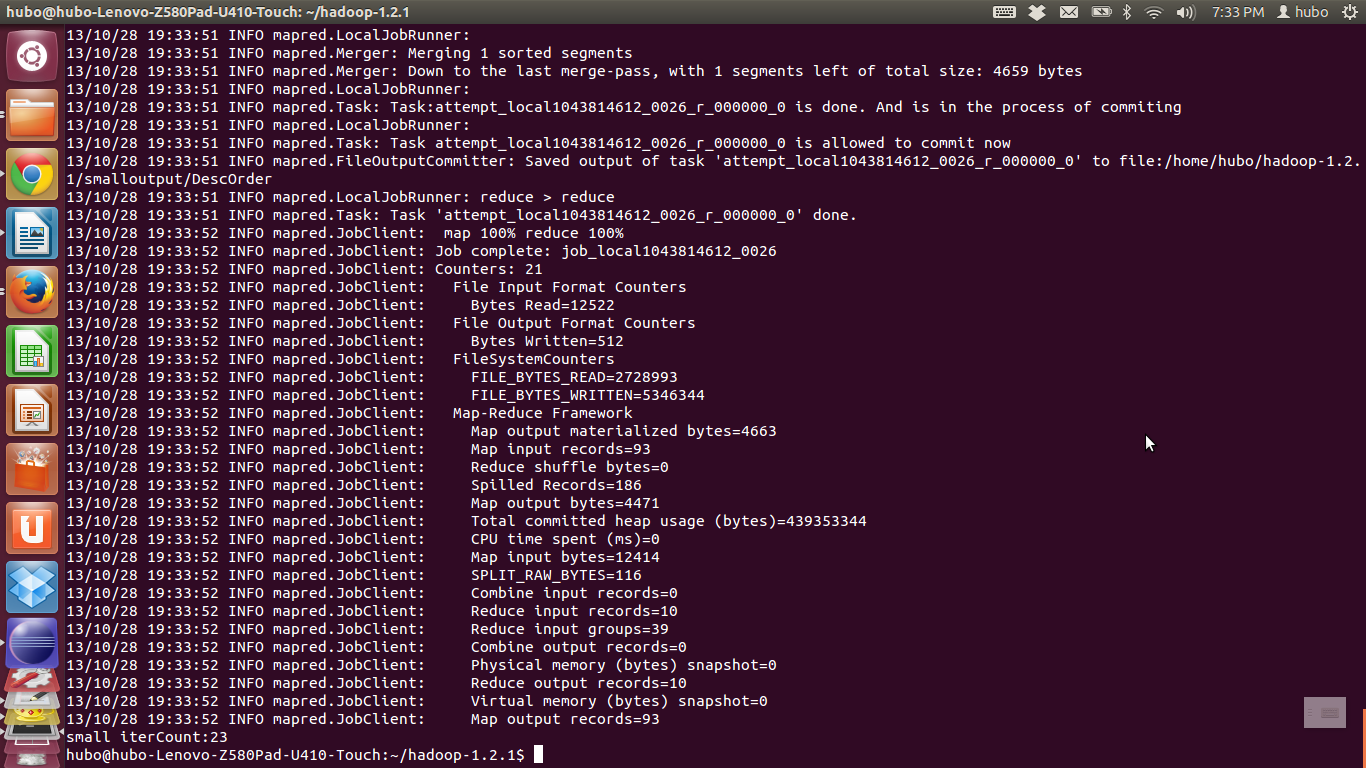 hubo@hubo-Lenovo-Z580Pad-U410-Touch: ~/hadoop-1.2.1
7:33 PM hubo
13/10/28 19:33:51 INFO mapred.LocalJobRunner:
13/10/28 19:33:51 INFO mapred.Merger: Merging 1 sorted segments
13/10/28 19:33:51 INFO mapred.Merger: Down to the last merge-pass, with 1 segments left of total size: 4659 bytes
13/10/28 19:33:51 INFO mapred.LocalJobRunner:
13/10/28 19:33:51 INFO mapred.Task: Task:attempt_local1043814612_0026_r_000000_0 is done. And is in the process of commiting
13/10/28 19:33:51 INFO mapred.LocalJobRunner:
13/10/28 19:33:51 INFO mapred.Task: Task attempt_local1043814612_0026_r_000000_0 is allowed to commit now
13/10/28 19:33:51 INFO mapred.FileOutputCommitter: Saved output of task 'attempt_local1043814612_0026_r_000000_0' to file:/home/hubo/hadoop-1.2.
1/smalloutput/DescOrder
13/10/28 19:33:51 INFO mapred.LocalJobRunner: reduce > reduce
13/10/28 19:33:51 INFO mapred.Task: Task 'attempt_local1043814612_0026_r_000000_0' done.
13/10/28 19:33:52 INFO mapred.JobClient:  map 100% reduce 100%
13/10/28 19:33:52 INFO mapred.JobClient: Job complete: job_local1043814612_0026
13/10/28 19:33:52 INFO mapred.JobClient: Counters: 21
13/10/28 19:33:52 INFO mapred.JobClient:   File Input Format Counters
13/10/28 19:33:52 INFO mapred.JobClient:     Bytes Read=12522
13/10/28 19:33:52 INFO mapred.JobClient:   File Output Format Counters
13/10/28 19:33:52 INFO mapred.JobClient:     Bytes Written=512
13/10/28 19:33:52 INFO mapred.JobClient:   FileSystemCounters
13/10/28 19:33:52 INFO mapred.JobClient:     FILE_BYTES_READ=2728993
13/10/28 19:33:52 INFO mapred.JobClient:     FILE_BYTES_WRITTEN=5346344
13/10/28 19:33:52 INFO mapred.JobClient:   Map-Reduce Framework
13/10/28 19:33:52 INFO mapred.JobClient:     Map output materialized bytes=4663
13/10/28 19:33:52 INFO mapred.JobClient:     Map input records=93
13/10/28 19:33:52 INFO mapred.JobClient:     Reduce shuffle bytes=0
13/10/28 19:33:52 INFO mapred.JobClient:     Spilled Records=186
13/10/28 19:33:52 INFO mapred.JobClient:     Map output bytes=4471
13/10/28 19:33:52 INFO mapred.JobClient:     Total committed heap usage (bytes)=439353344
13/10/28 19:33:52 INFO mapred.JobClient:     CPU time spent (ms)=0
13/10/28 19:33:52 INFO mapred.JobClient:     Map input bytes=12414
13/10/28 19:33:52 INFO mapred.JobClient:     SPLIT_RAW_BYTES=116
13/10/28 19:33:52 INFO mapred.JobClient:     Combine input records=0
13/10/28 19:33:52 INFO mapred.JobClient:     Reduce input records=10
13/10/28 19:33:52 INFO mapred.JobClient:     Reduce input groups=39
13/10/28 19:33:52 INFO mapred.JobClient:     Combine output records=0
13/10/28 19:33:52 INFO mapred.JobClient:     Physical memory (bytes) snapshot=0
13/10/28 19:33:52 INFO mapred.JobClient:     Reduce output records=10
13/10/28 19:33:52 INFO mapred.JobClient:     Virtual memory (bytes) snapshot=0
13/10/28 19:33:52 INFO mapred.JobClient:     Map output records=93
small iterCount:23
hubo@hubo-Lenovo-Z580Pad-U410-Touch:~/hadoop-1.2.1$